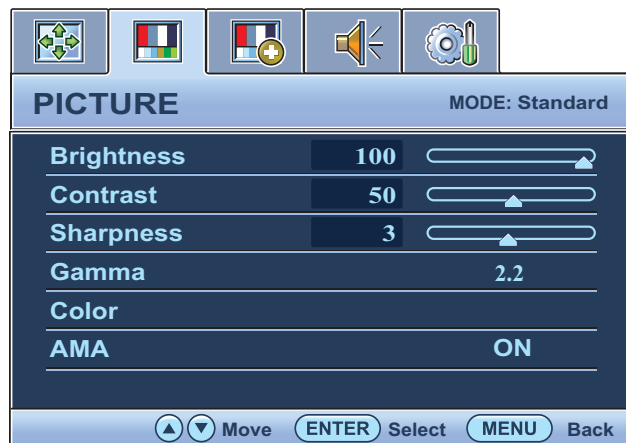 PICTURE MODE: Standard
Brightness 100
Contrast 50
Sharpness 3
Gamma 2.2
Color
AMA ON
Move ENTER Select MENU Back